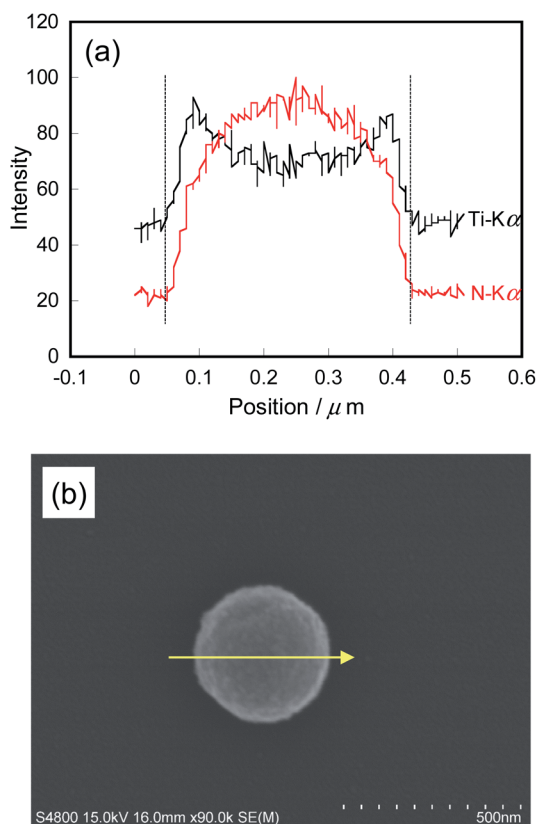 (a)
120
100
80
60
40
20
0
Intensity
Ti-Kα
N-Kα
-0.1 0 0.1 0.2 0.3 0.4 0.5 0.6
Position / μm
(b)
S4800 15.0kV 16.0mm x90.0k SE(M) 500nm